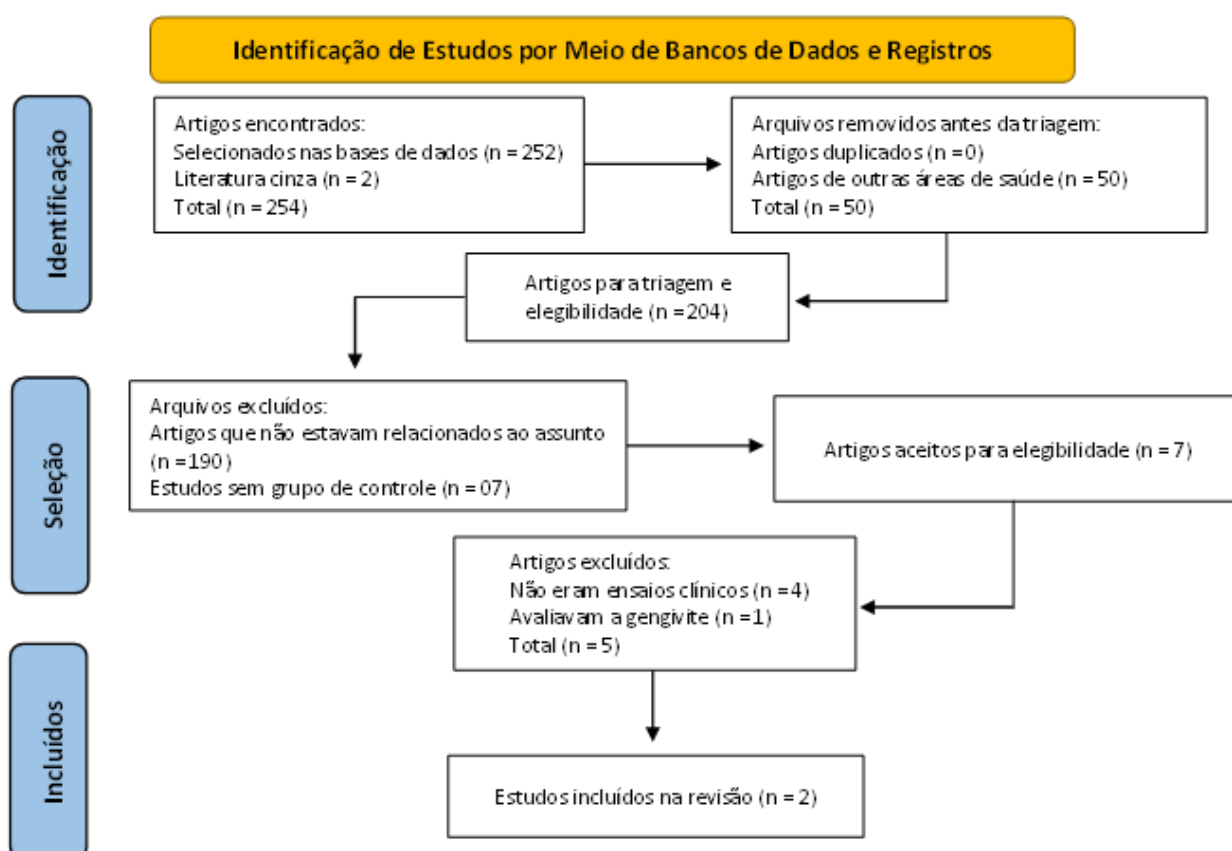 Identificação de Estudos por Meio de Bancos de Dados e Registros
Identificação
Artigos encontrados:
Selecionados nas bases de dados (n = 252)
Literatura cinza (n = 2)
Total (n = 254)
Arquivos removidos antes da triagem:
Artigos duplicados (n = 0)
Artigos de outras áreas de saúde (n = 50)
Total (n = 50)
Artigos para triagem e
elegibilidade (n = 204)
Seleção
Arquivos excluídos:
Artigos que não estavam relacionados ao assunto
(n = 190)
Estudos sem grupo de controle (n = 07)
Artigos aceitos para elegibilidade (n = 7)
Artigos excluídos:
Não eram ensaios clínicos (n = 4)
Avaliavam a gengivite (n = 1)
Total (n = 5)
Incluídos
Estudos incluídos na revisão (n = 2)